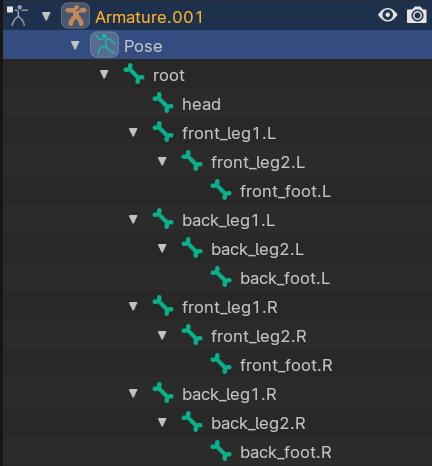 Armature.001
Pose
root
head
front_leg1.L
front_leg2.L
front_foot.L
back_leg1.L
back_leg2.L
back_foot.L
front_leg1.R
front_leg2.R
front_foot.R
back_leg1.R
back_leg2.R
back_foot.R